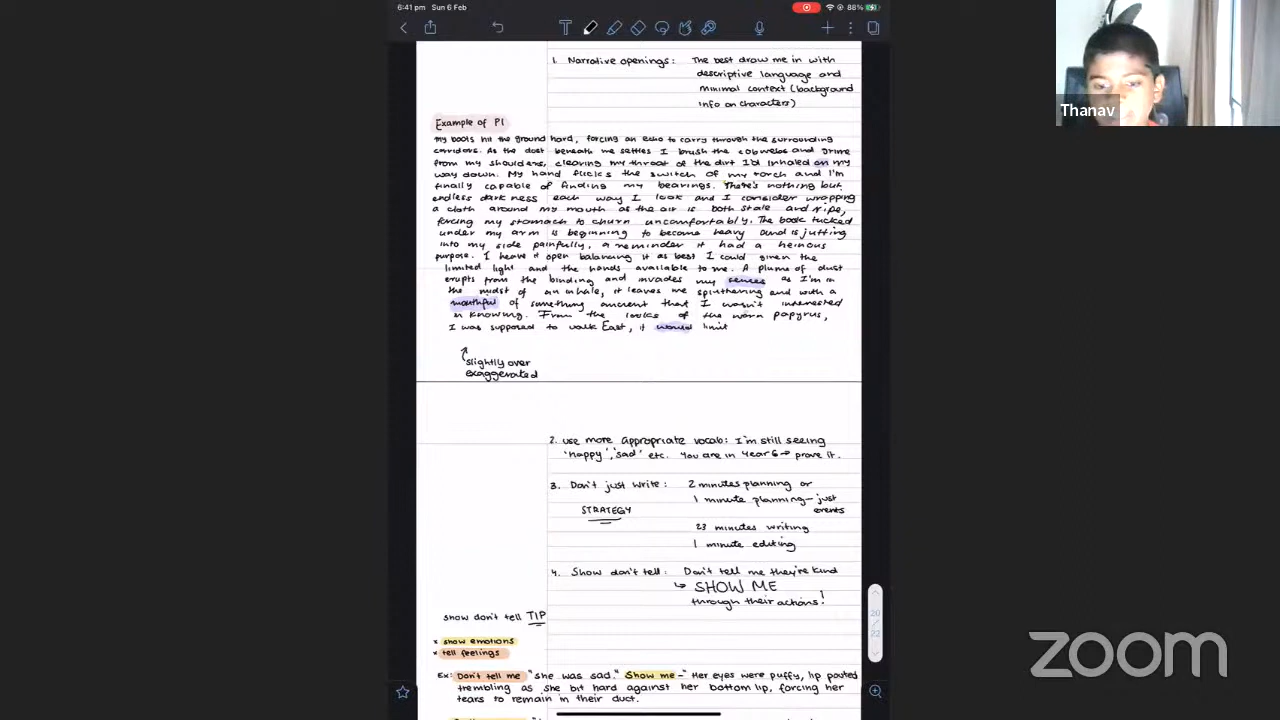 6:41 pm Sun 6 Feb
88%
1. Narrative openings: The best draw me in with
descriptive language and
minimal context (background
info on characters)
Example of P1
My boots hit the ground hard, forcing an echo to carry through the surrounding
corridors. As the dust beneath me settles I brush the cobwebs and grime
from my shoulders, clearing my throat of the dirt I'd inhaled on my
way down. My hand flicks the switch of my torch and I'm
finally capable of finding my bearings. There's nothing but
endless darkness each way I look and I consider wrapping
a cloth around my mouth as the air is both stale and ripe,
forcing my stomach to churn uncomfortably. The book tucked
under my arm is beginning to become heavy and is jutting
into my side painfully, a reminder it had a heinous
purpose. I heave it open balancing it as best I could given the
limited light and the hands available to me. A plume of dust
erupts from the binding and invades my senses as I'm in
the midst of an inhale, it leaves me spluttering and with a
mouthful of something ancient that I wasn't interested
in knowing. From the looks of the worn papyrus,
I was supposed to walk East, it would limit
slightly over
exaggerated
2. Use more appropriate vocab: I'm still seeing
'happy', 'sad' etc. You are in Year 6 → prove it.
3. Don't just write: 2 minutes planning or
1 minute planning - just
events
STRATEGY
23 minutes writing
1 minute editing
4. Show don't tell: Don't tell me they're kind
↳ SHOW ME
through their actions!
show don't tell TIP
* show emotions
* tell feelings
Ex: Don't tell me "she was sad." Show me - "Her eyes were puffy, lip pouted
trembling as she bit hard against her bottom lip, forcing her
tears to remain in their duct.
20
/
22
Thanav
zoom